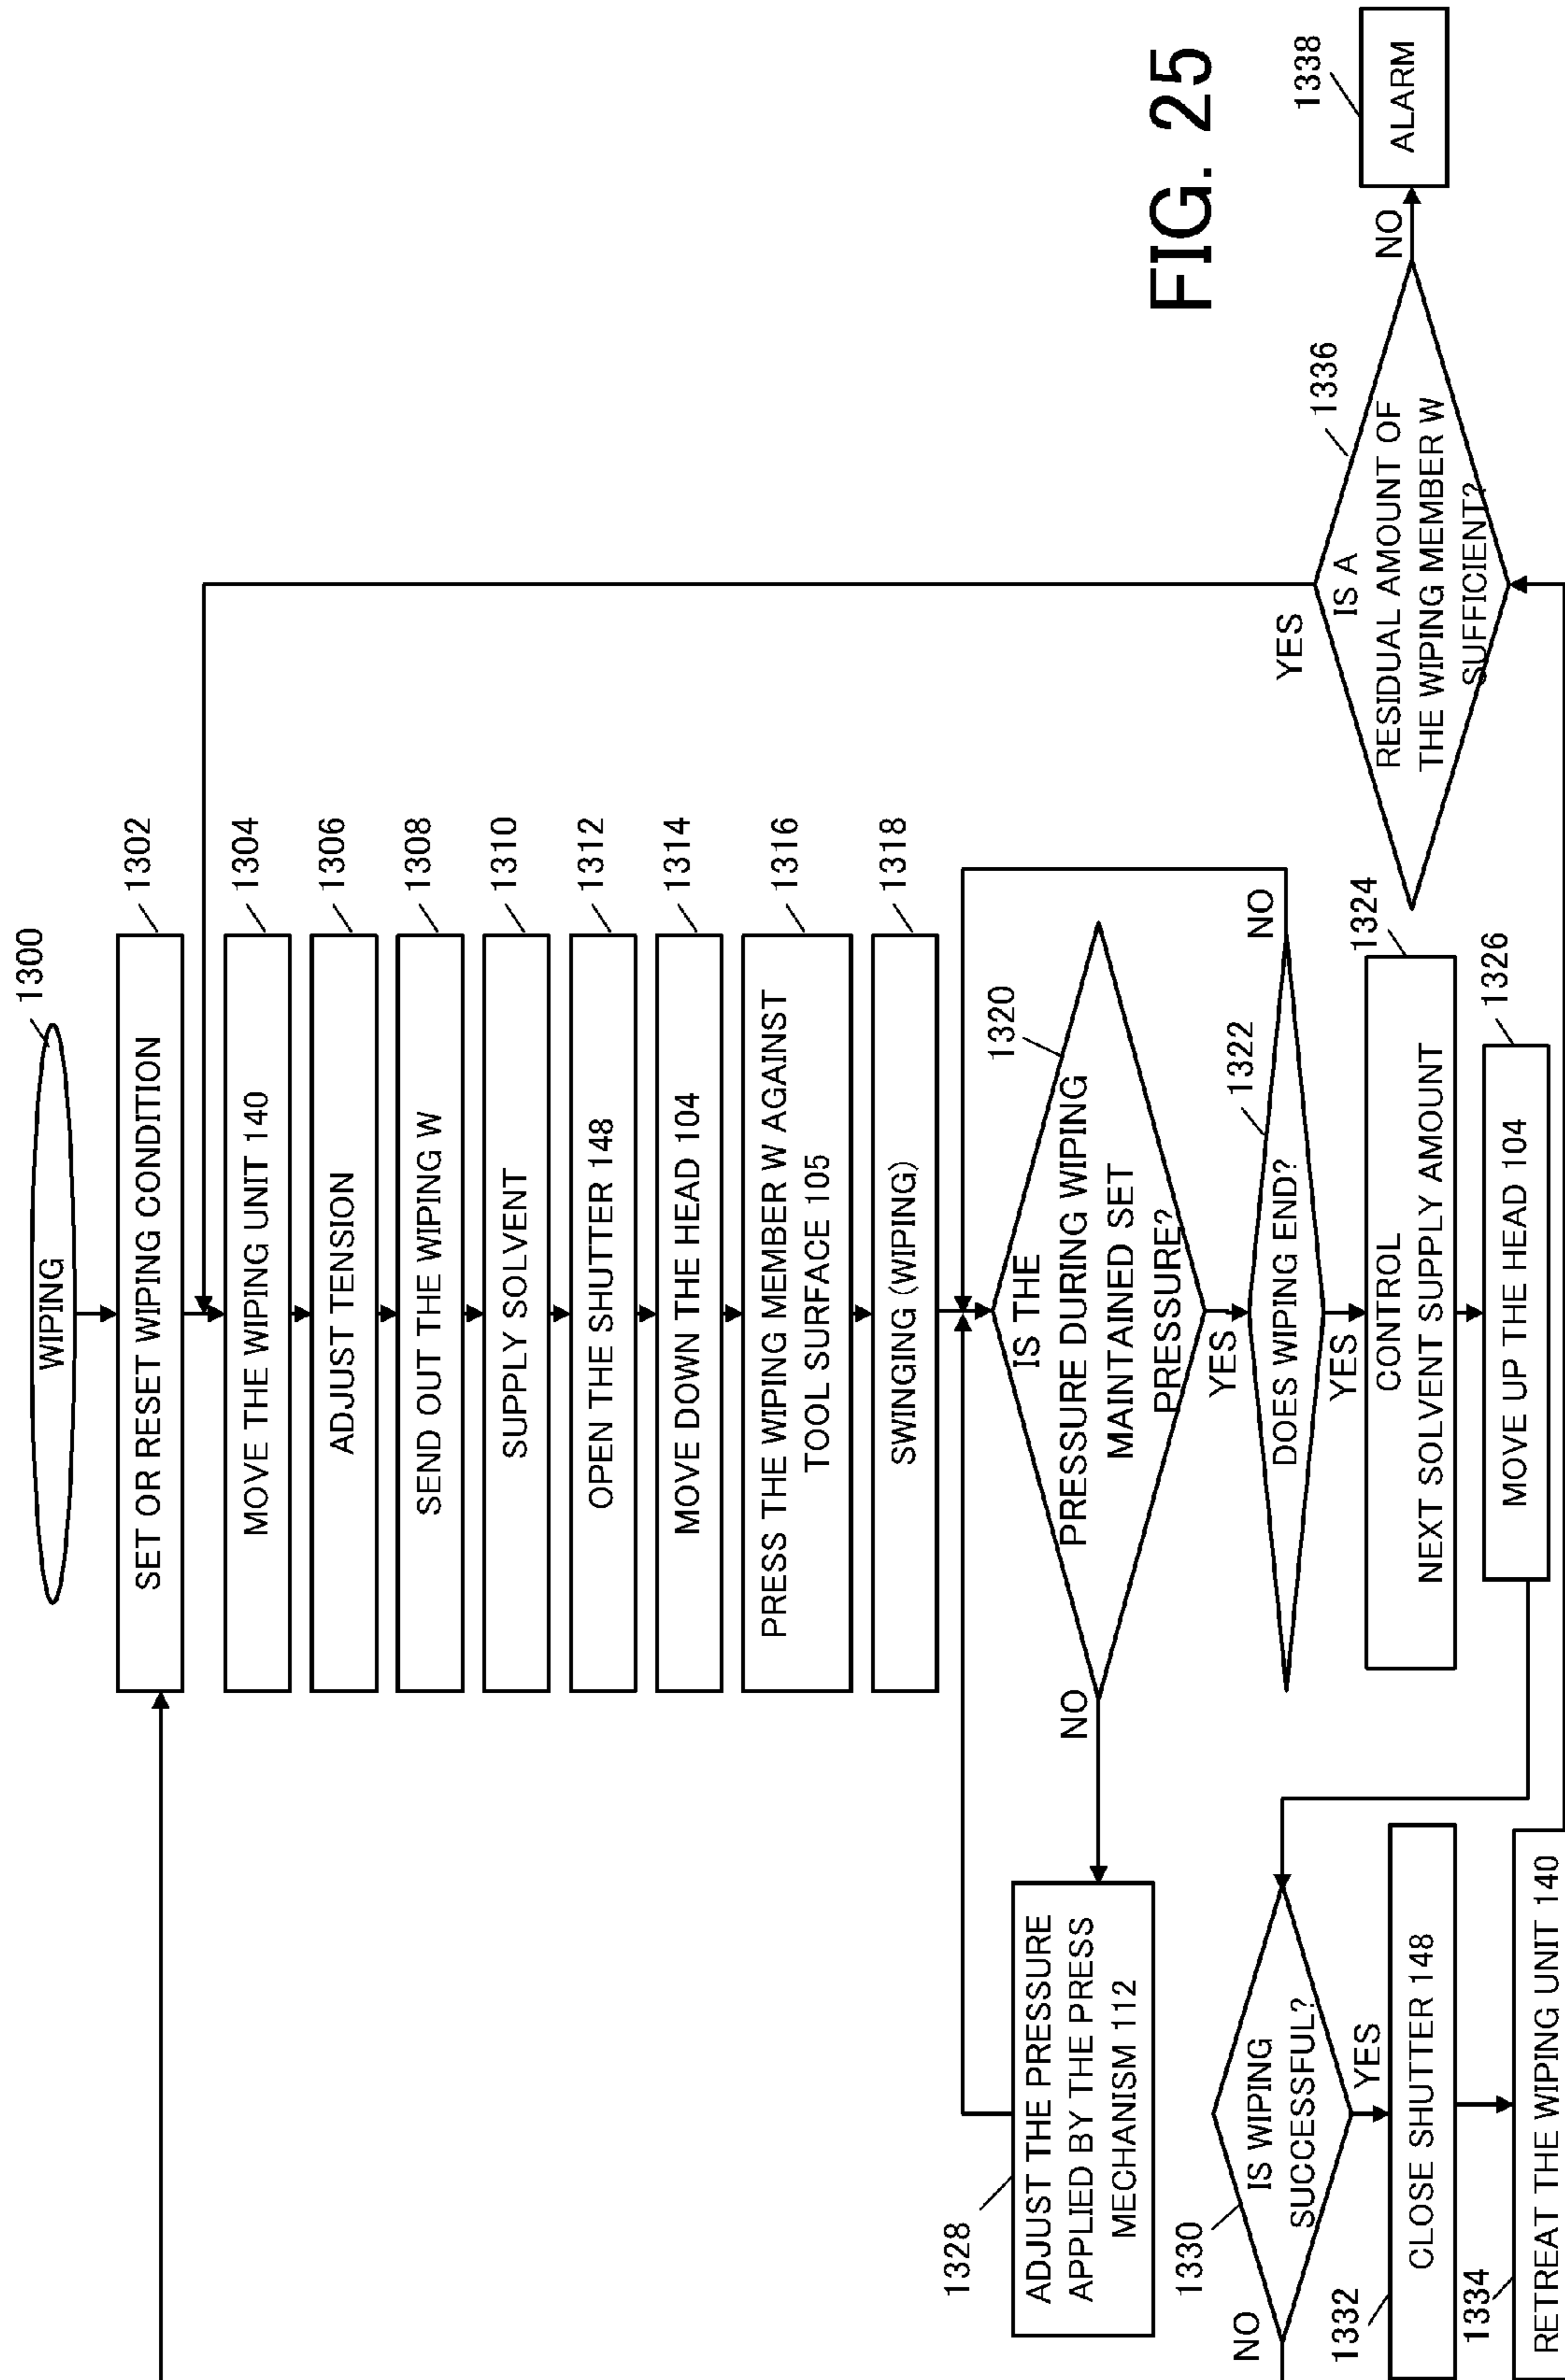 1300
WIPING
1302
SET OR RESET WIPING CONDITION
1304
MOVE THE WIPING UNIT 140
1306
ADJUST TENSION
1308
SEND OUT THE WIPING W
1310
SUPPLY SOLVENT
1312
OPEN THE SHUTTER 148
1314
MOVE DOWN THE HEAD 104
1316
PRESS THE WIPING MEMBER W AGAINST
TOOL SURFACE 105
1318
SWINGING (WIPING)
1320
IS THE
PRESSURE DURING WIPING
MAINTAINED SET
PRESSURE?
NO
YES
1322
DOES WIPING END?
NO
YES
1324
CONTROL
NEXT SOLVENT SUPPLY AMOUNT
1326
MOVE UP THE HEAD 104
1328
ADJUST THE PRESSURE
APPLIED BY THE PRESS
MECHANISM 112
1330
IS WIPING
SUCCESSFUL?
NO
YES
1332
CLOSE SHUTTER 148
1334
RETREAT THE WIPING UNIT 140
YES
1336
IS A
RESIDUAL AMOUNT OF
THE WIPING MEMBER W
SUFFICIENT?
NO
1338
ALARM
FIG. 25